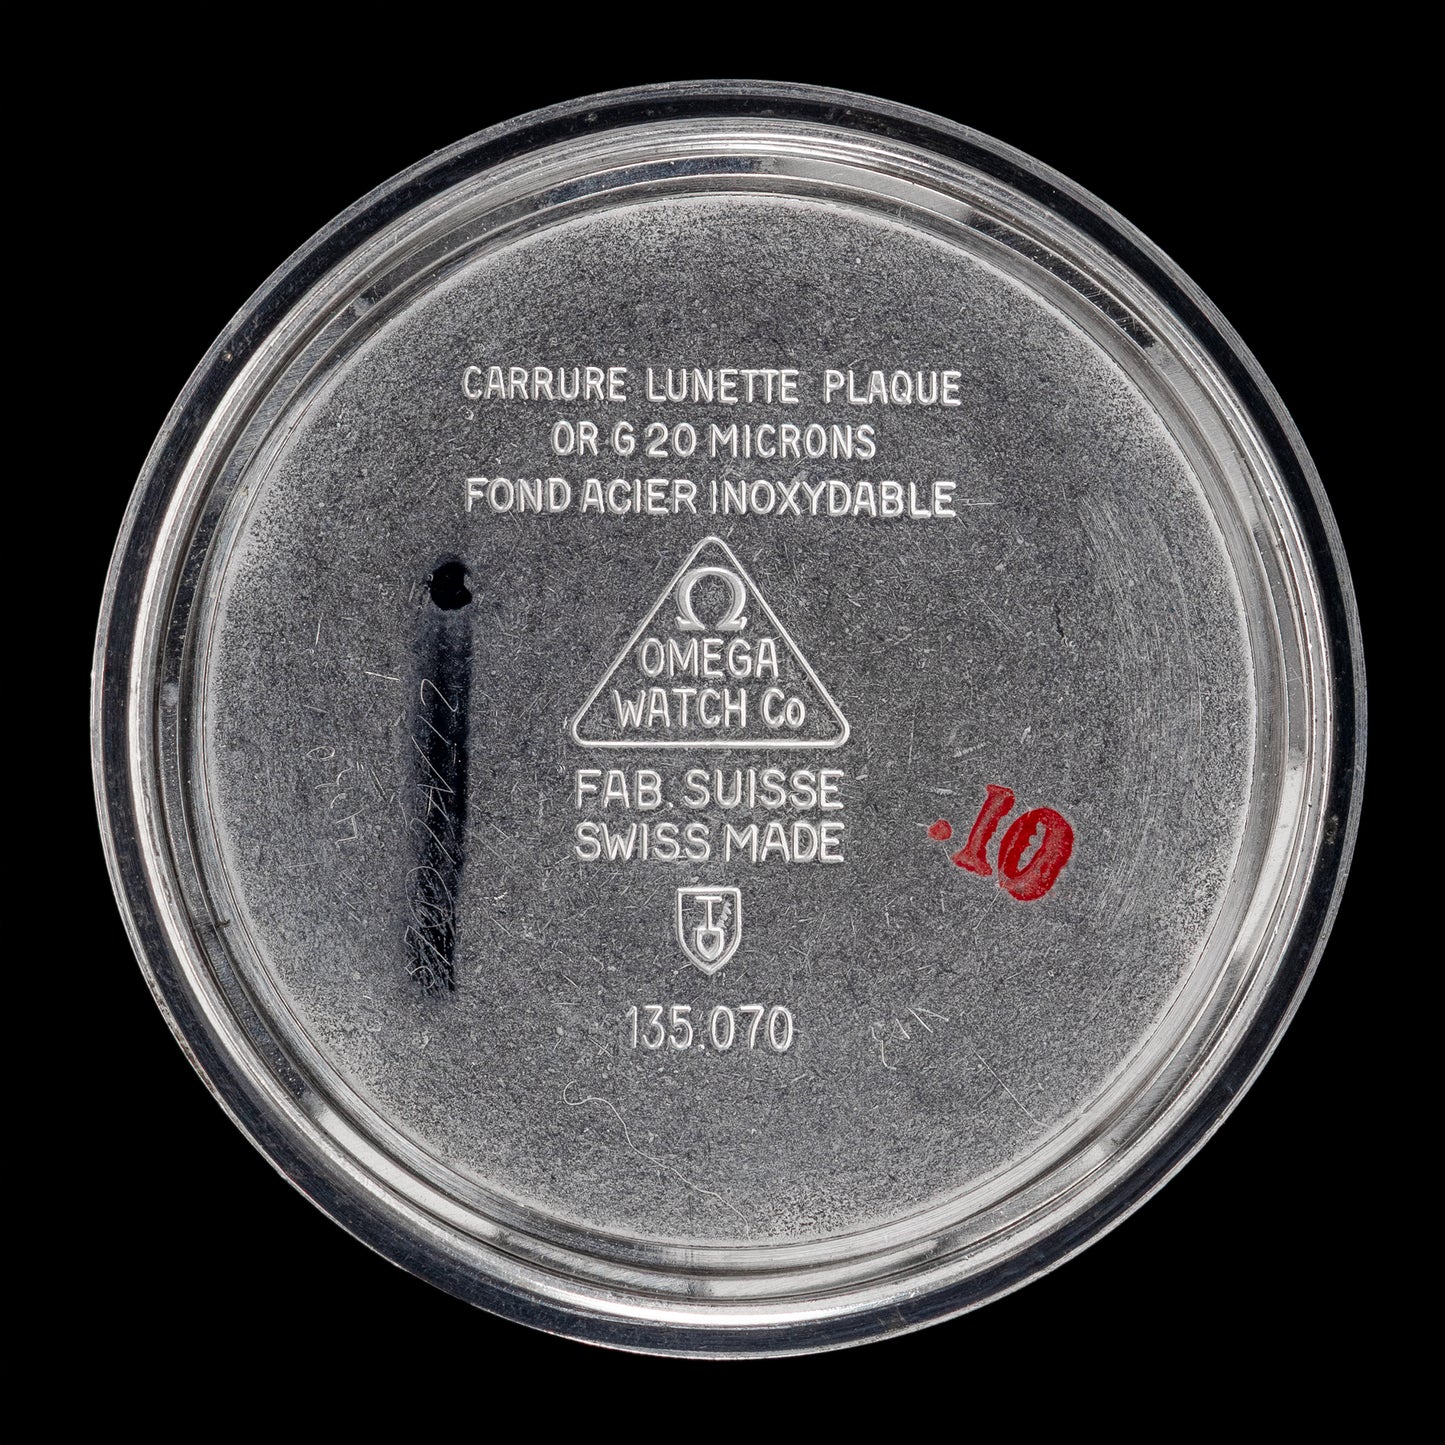 CARRURE LUNETTE PLAQUE
OR G 20 MICRONS
FOND ACIER INOXYDABLE
Ω
OMEGA
WATCH Co
FAB. SUISSE
SWISS MADE
.10
135.070